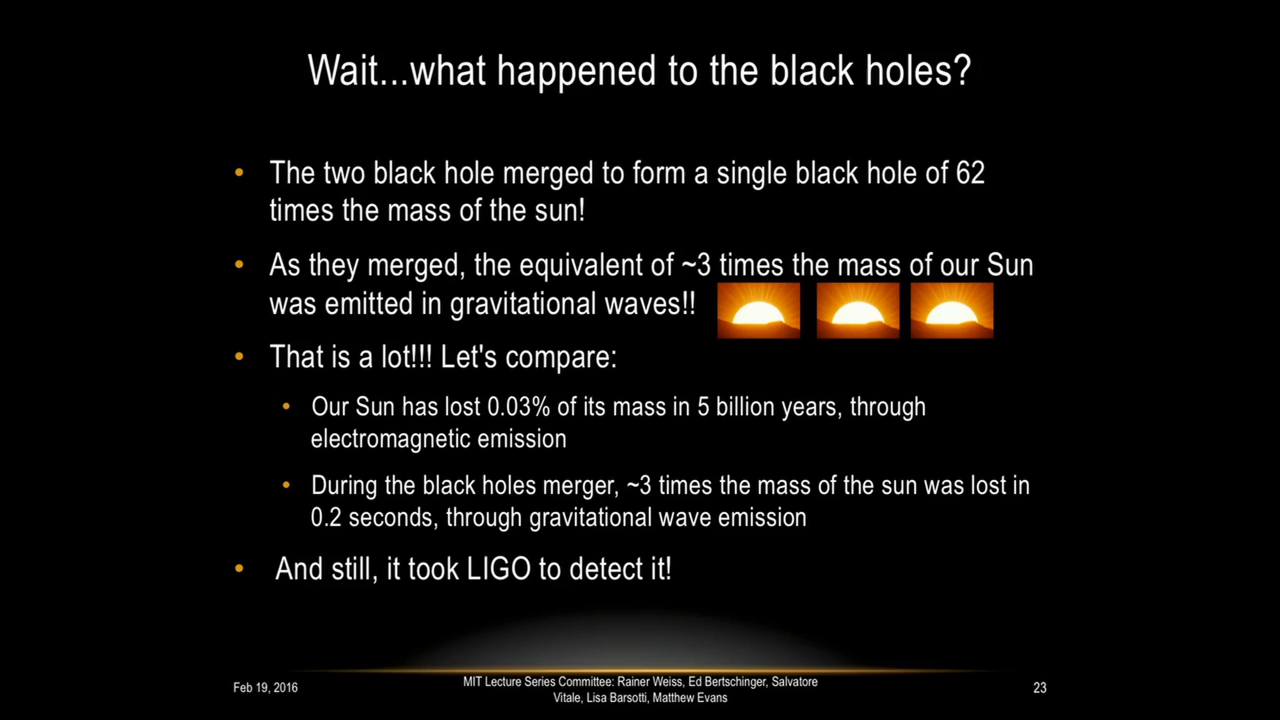 Wait...what happened to the black holes?
• The two black hole merged to form a single black hole of 62
times the mass of the sun!
• As they merged, the equivalent of ~3 times the mass of our Sun
was emitted in gravitational waves!!
• That is a lot!!! Let's compare:
• Our Sun has lost 0.03% of its mass in 5 billion years, through
electromagnetic emission
• During the black holes merger, ~3 times the mass of the sun was lost in
0.2 seconds, through gravitational wave emission
• And still, it took LIGO to detect it!
Feb 19, 2016
MIT Lecture Series Committee: Rainer Weiss, Ed Bertschinger, Salvatore
Vitale, Lisa Barsotti, Matthew Evans
23